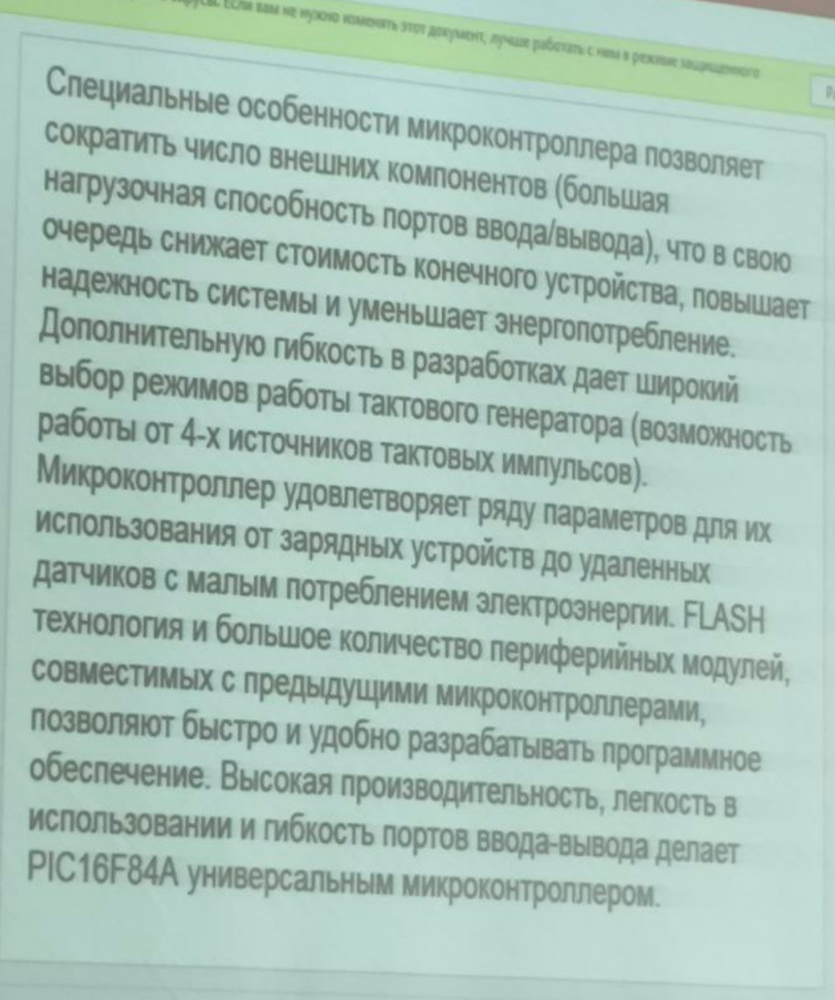 Если вам не нужно изменять этот документ, лучше работать с ним в режиме защищенного
Специальные особенности микроконтроллера позволяет
сократить число внешних компонентов (большая
нагрузочная способность портов ввода/вывода), что в свою
очередь снижает стоимость конечного устройства, повышает
надежность системы и уменьшает энергопотребление.
Дополнительную гибкость в разработках дает широкий
выбор режимов работы тактового генератора (возможность
работы от 4-х источников тактовых импульсов).
Микроконтроллер удовлетворяет ряду параметров для их
использования от зарядных устройств до удаленных
датчиков с малым потреблением электроэнергии. FLASH
технология и большое количество периферийных модулей,
совместимых с предыдущими микроконтроллерами,
позволяют быстро и удобно разрабатывать программное
обеспечение. Высокая производительность, легкость в
использовании и гибкость портов ввода-вывода делает
PIC16F84A универсальным микроконтроллером.